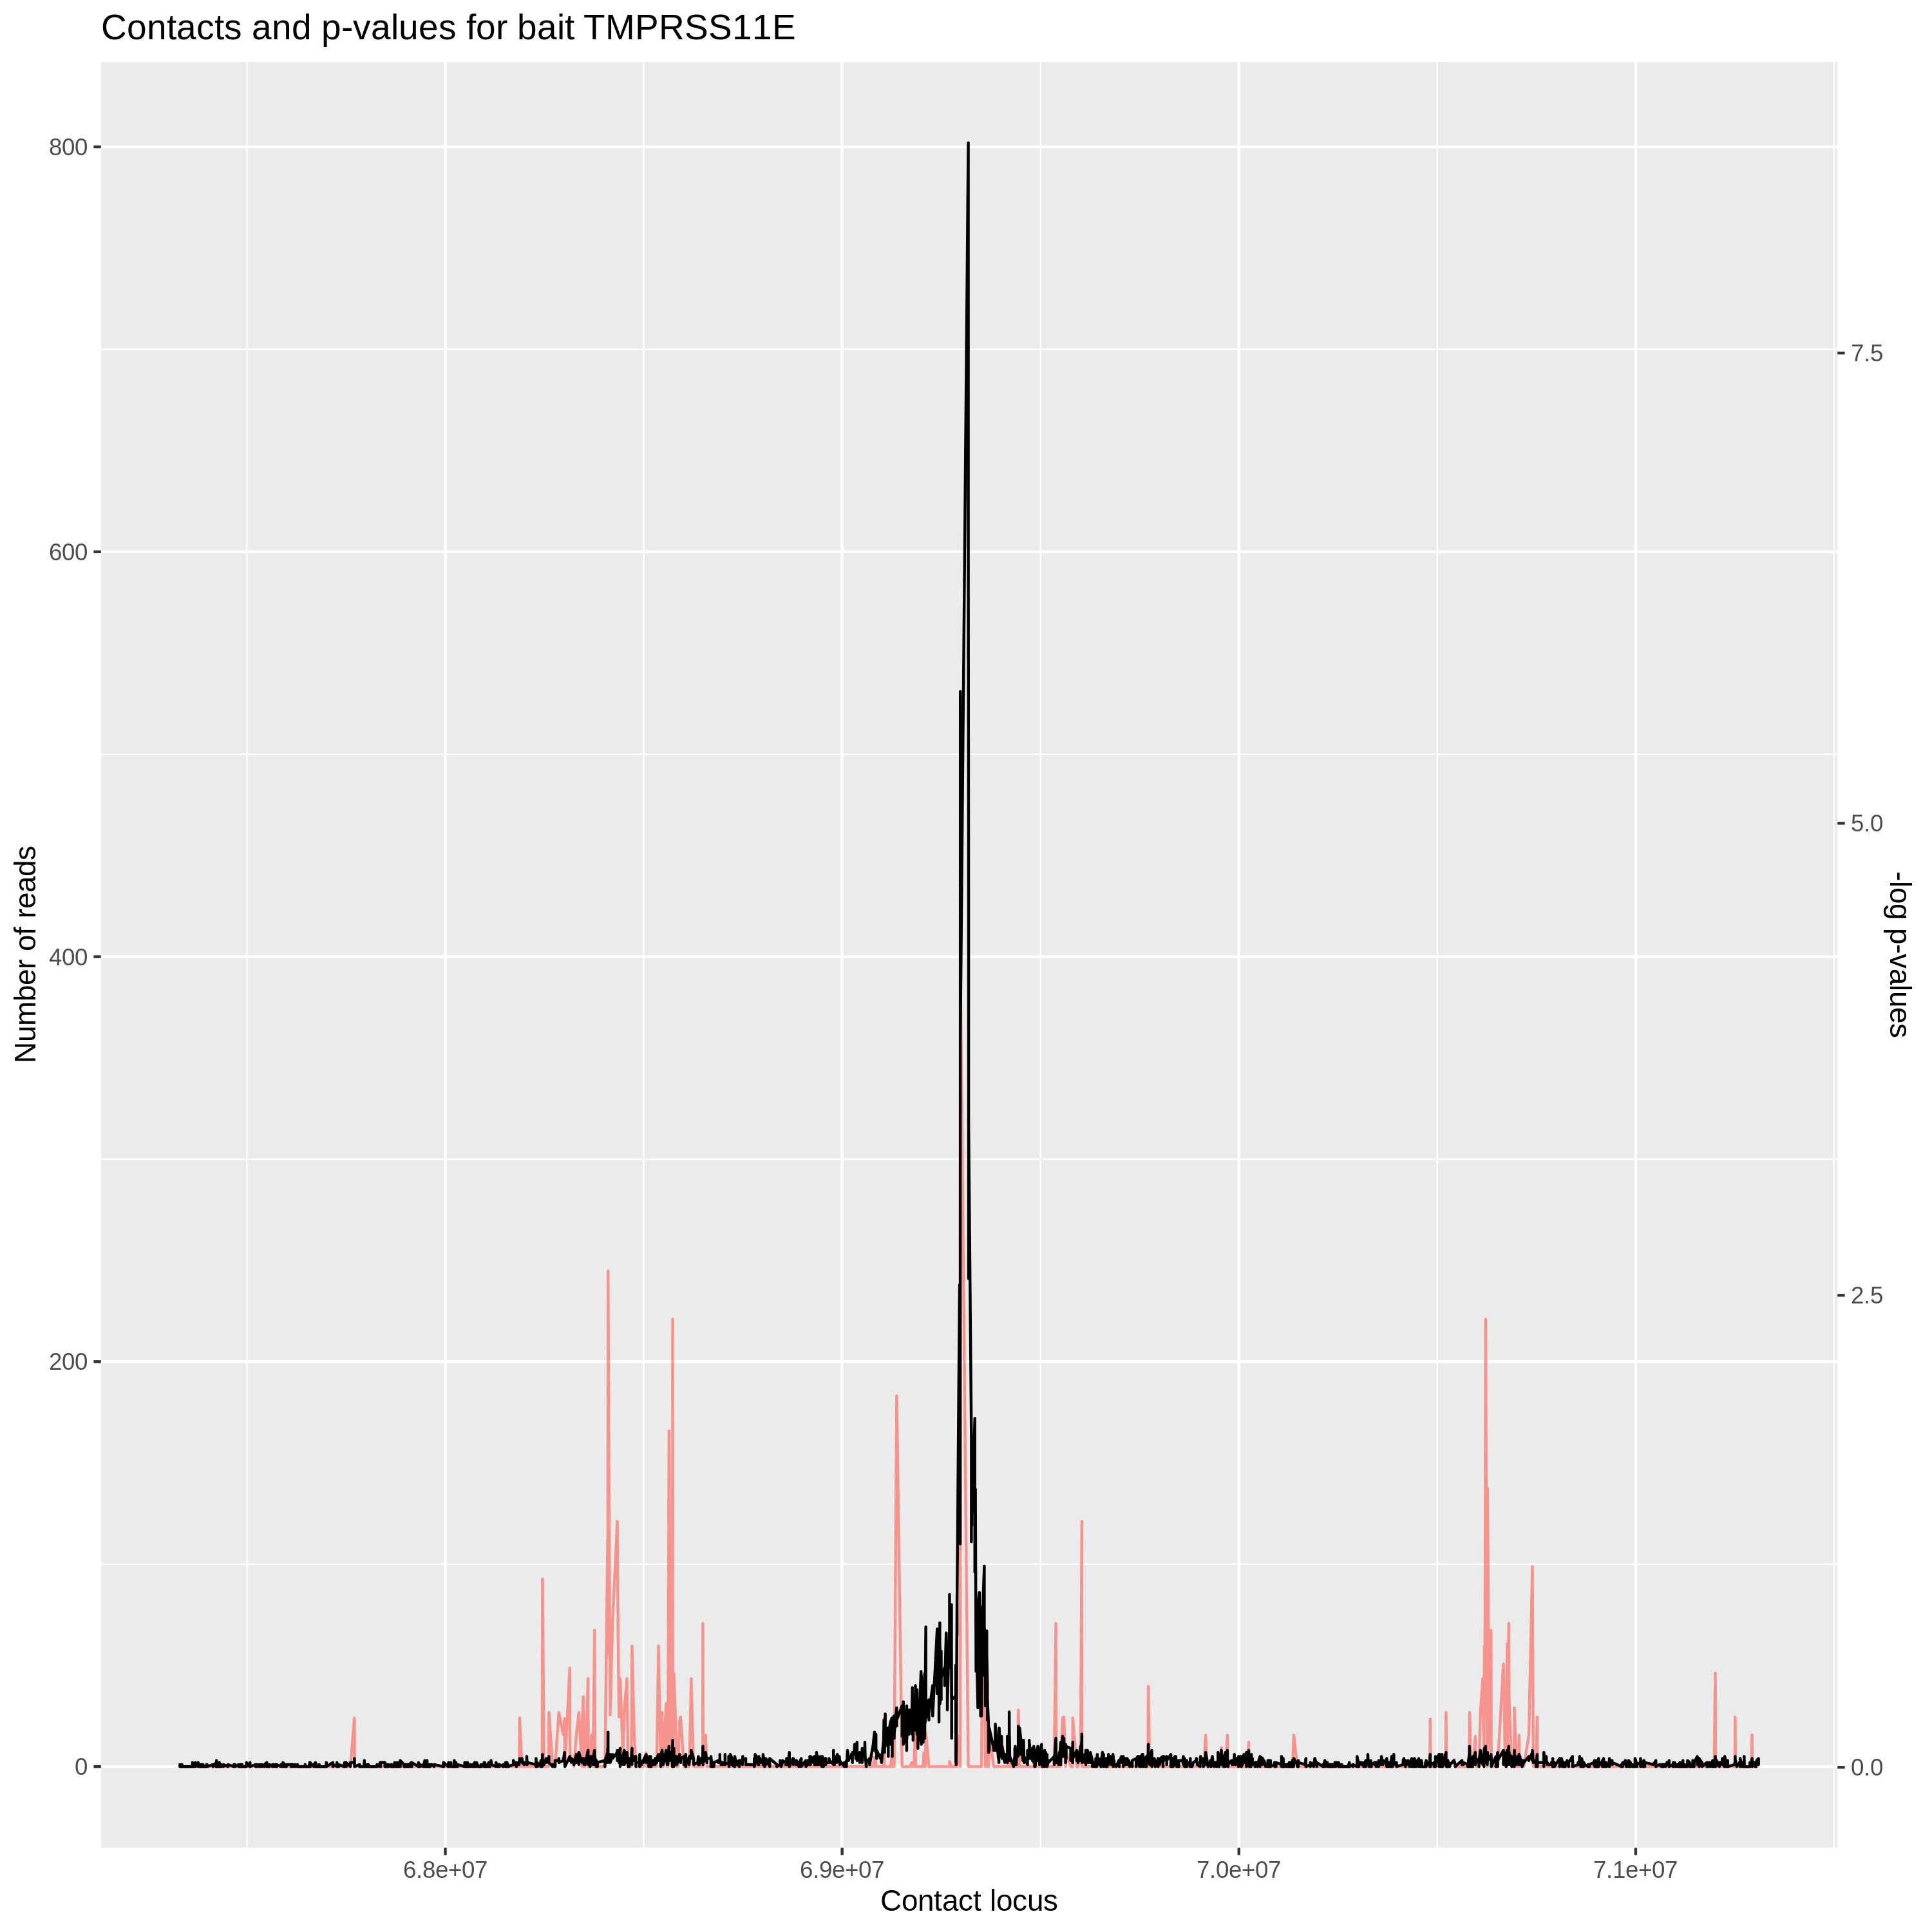 Contacts and p-values for bait TMPRSS11E
800
600
400
200
0
Number of reads
7.5
5.0
2.5
0.0
-log p-values
6.8e+07
6.9e+07
7.0e+07
7.1e+07
Contact locus